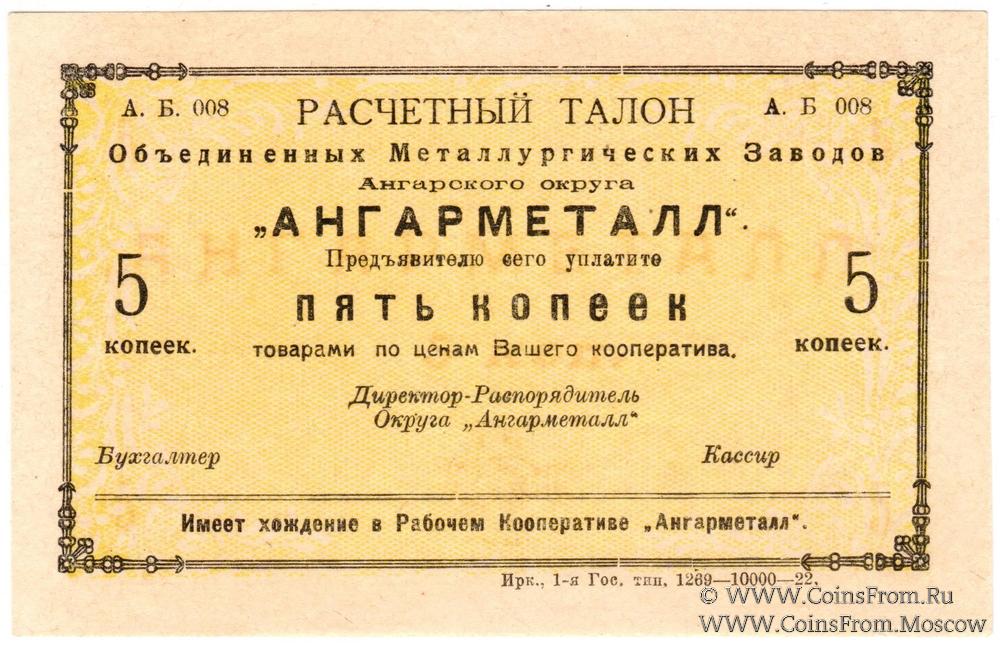 А. Б. 008 РАСЧЕТНЫЙ ТАЛОН А. Б 008
Объединенных Металлургических Заводов
Ангарского округа
„АНГАРМЕТАЛЛ“.
Предъявителю сего уплатите
5 ПЯТЬ КОПЕЕК 5
копеек. товарами по ценам Вашего кооператива. копеек.
Директор-Распорядитель
Округа „Ангарметалл“
Бухгалтер Кассир
Имеет хождение в Рабочем Кооперативе „Ангарметалл“.
Ирк., 1-я Гос. тип. 1269—10000—22.
© WWW.CoinsFrom.Ru
WWW.CoinsFrom.Moscow